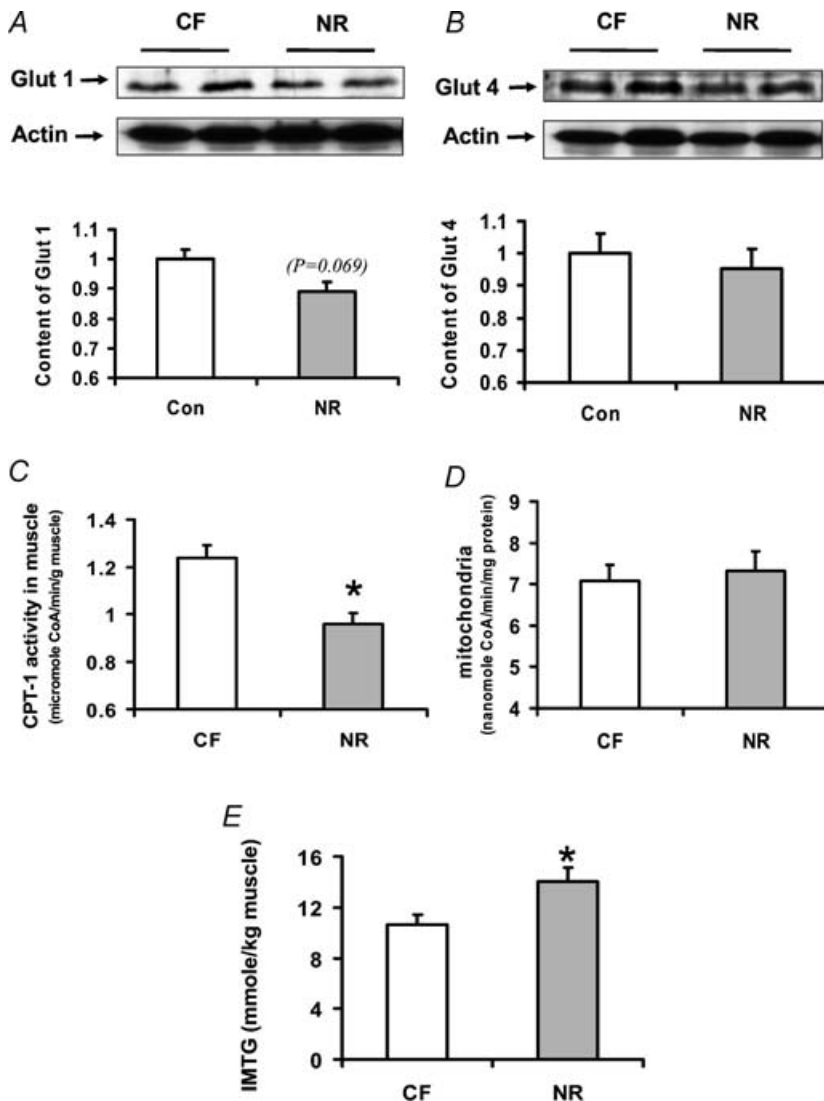 A
CF NR
Glut 1
Actin
Content of Glut 1
1.1
1
0.9
0.8
0.7
0.6
(P=0.069)
Con NR
B
CF NR
Glut 4
Actin
Content of Glut 4
1.1
1
0.9
0.8
0.7
0.6
Con NR
C
CPT-1 activity in muscle
(micromole CoA/min/g muscle)
1.4
1.2
1
0.8
0.6
*
CF NR
D
mitochondria
(nanomole CoA/min/mg protein)
9
8
7
6
5
4
CF NR
E
IMTG (mmole/kg muscle)
16
12
8
4
0
*
CF NR